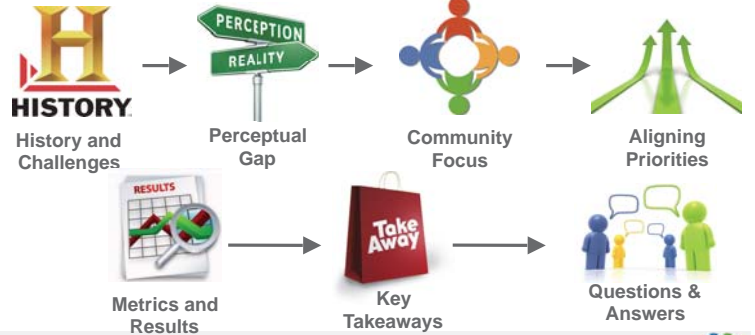 PERCEPTION
REALITY
HISTORY
History and
Challenges
Perceptual
Gap
Community
Focus
Aligning
Priorities
RESULTS
Take
Away
Metrics and
Results
Key
Takeaways
Questions &
Answers